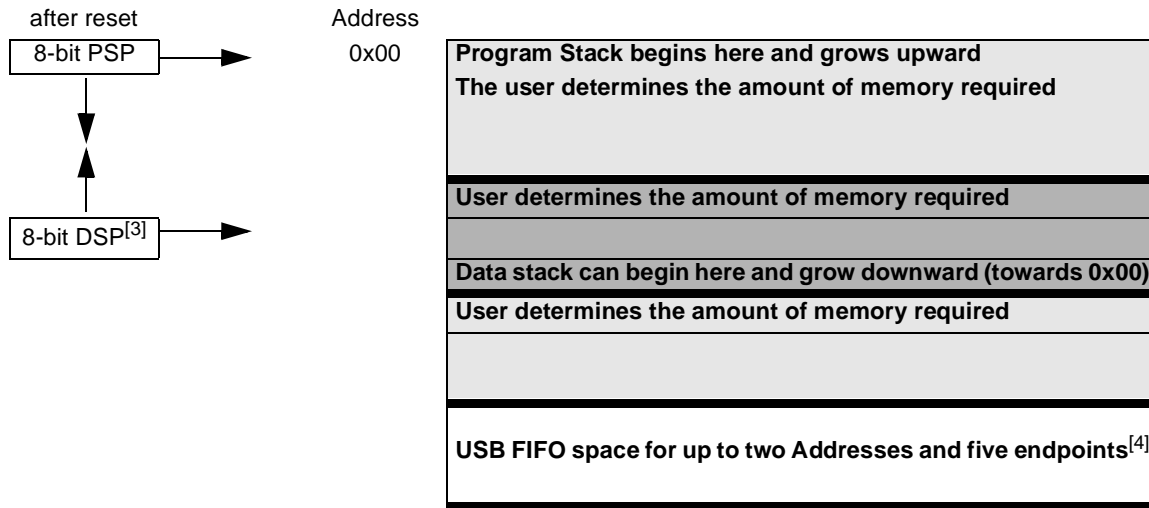 after reset
Address
8-bit PSP
0x00
Program Stack begins here and grows upward
The user determines the amount of memory required
User determines the amount of memory required
8-bit DSP[3]
Data stack can begin here and grow downward (towards 0x00)
User determines the amount of memory required
USB FIFO space for up to two Addresses and five endpoints[4]